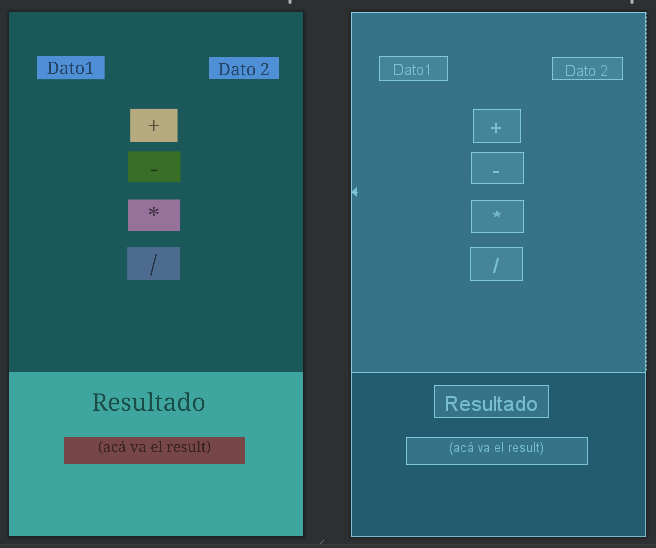 Dato1
Dato 2
+
-
*
/
Resultado
(acá va el result)
Dato1
Dato 2
+
-
*
/
Resultado
(acá va el result)